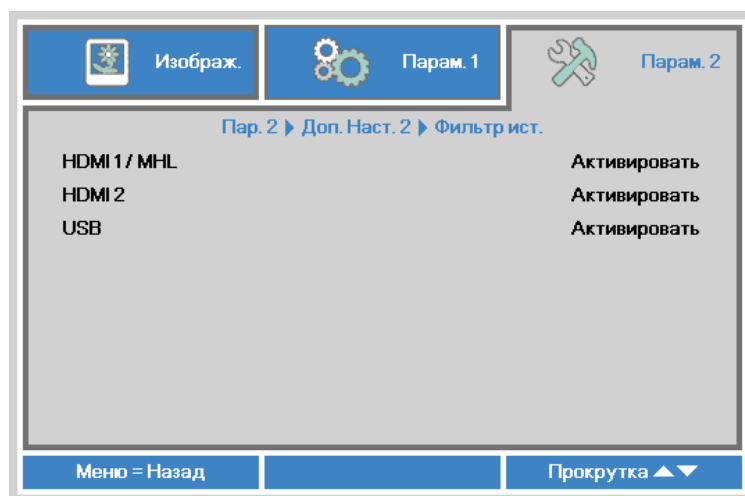 Изображ. Парам. 1 Парам. 2
Пар. 2 ▶ Доп. Наст. 2 ▶ Фильтр ист.
HDMI 1 / MHL Активировать
HDMI 2 Активировать
USB Активировать
Меню = Назад Прокрутка ▲▼